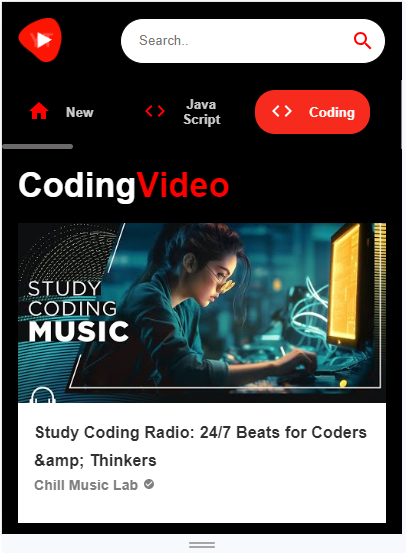 Search..
New
Java
Script
Coding
CodingVideo
STUDY
CODING
MUSIC
Study Coding Radio: 24/7 Beats for Coders
&amp; Thinkers
Chill Music Lab